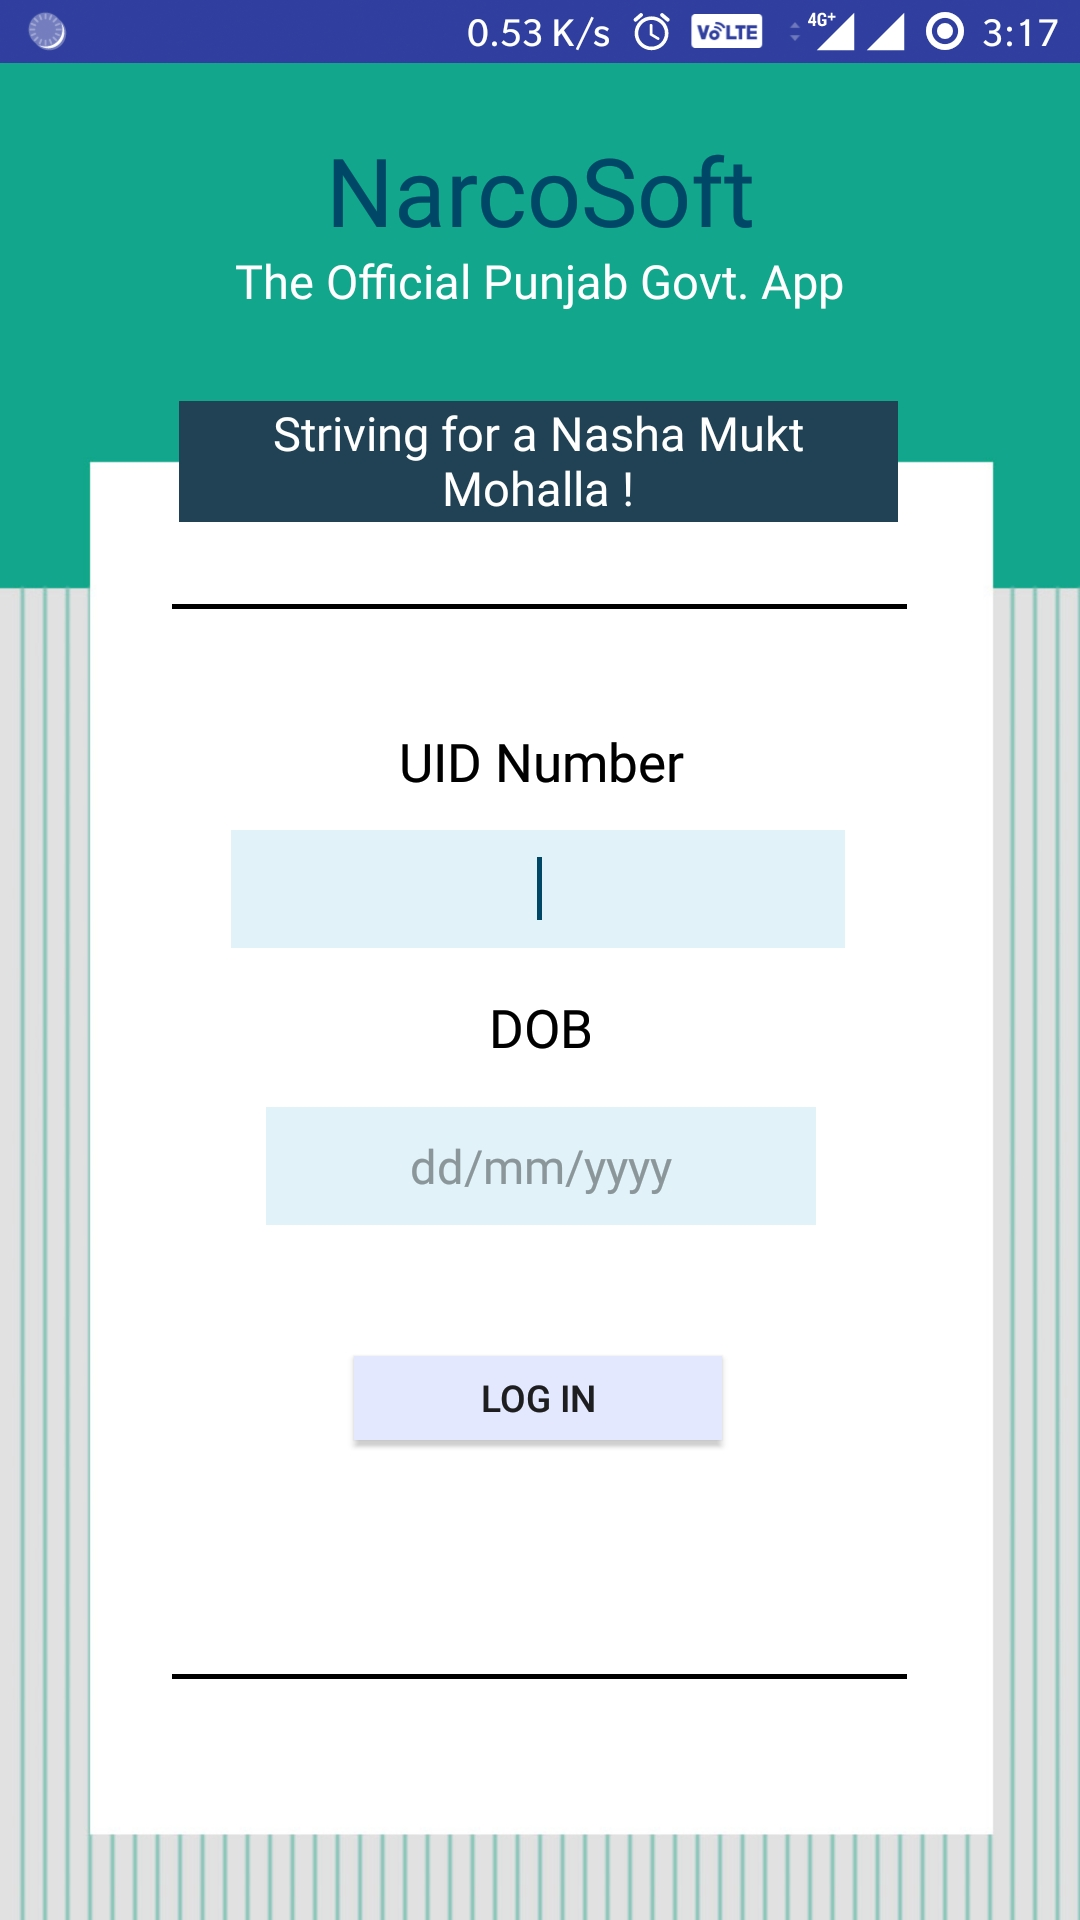 0.53 K/s VoLTE 4G+ 3:17
NarcoSoft
The Official Punjab Govt. App
Striving for a Nasha Mukt
Mohalla !
UID Number
DOB
dd/mm/yyyy
LOG IN